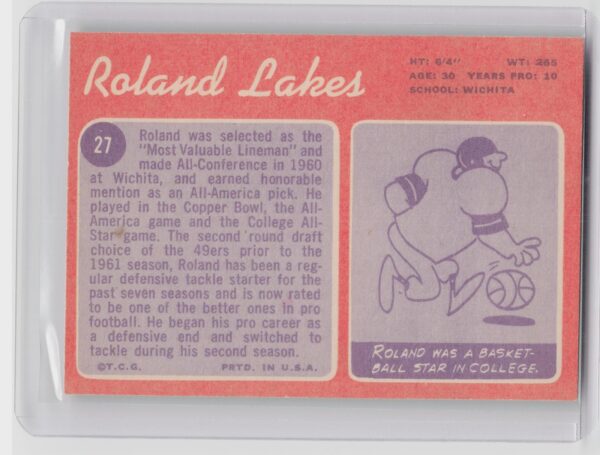 Roland Lakes
HT: 6'4" WT: 265
AGE: 30 YEARS PRO: 10
SCHOOL: WICHITA
27
Roland was selected as the
"Most Valuable Lineman" and
made All-Conference in 1960
at Wichita, and earned honorable
mention as an All-America pick. He
played in the Copper Bowl, the All-
America game and the College All-
Star game. The second round draft
choice of the 49ers prior to the
1961 season, Roland has been a reg-
ular defensive tackle starter for the
past seven seasons and is now rated
to be one of the better ones in pro
football. He began his pro career as
a defensive end and switched to
tackle during his second season.
©T.C.G. PRTD. IN U.S.A.
ROLAND WAS A BASKET-
BALL STAR IN COLLEGE.